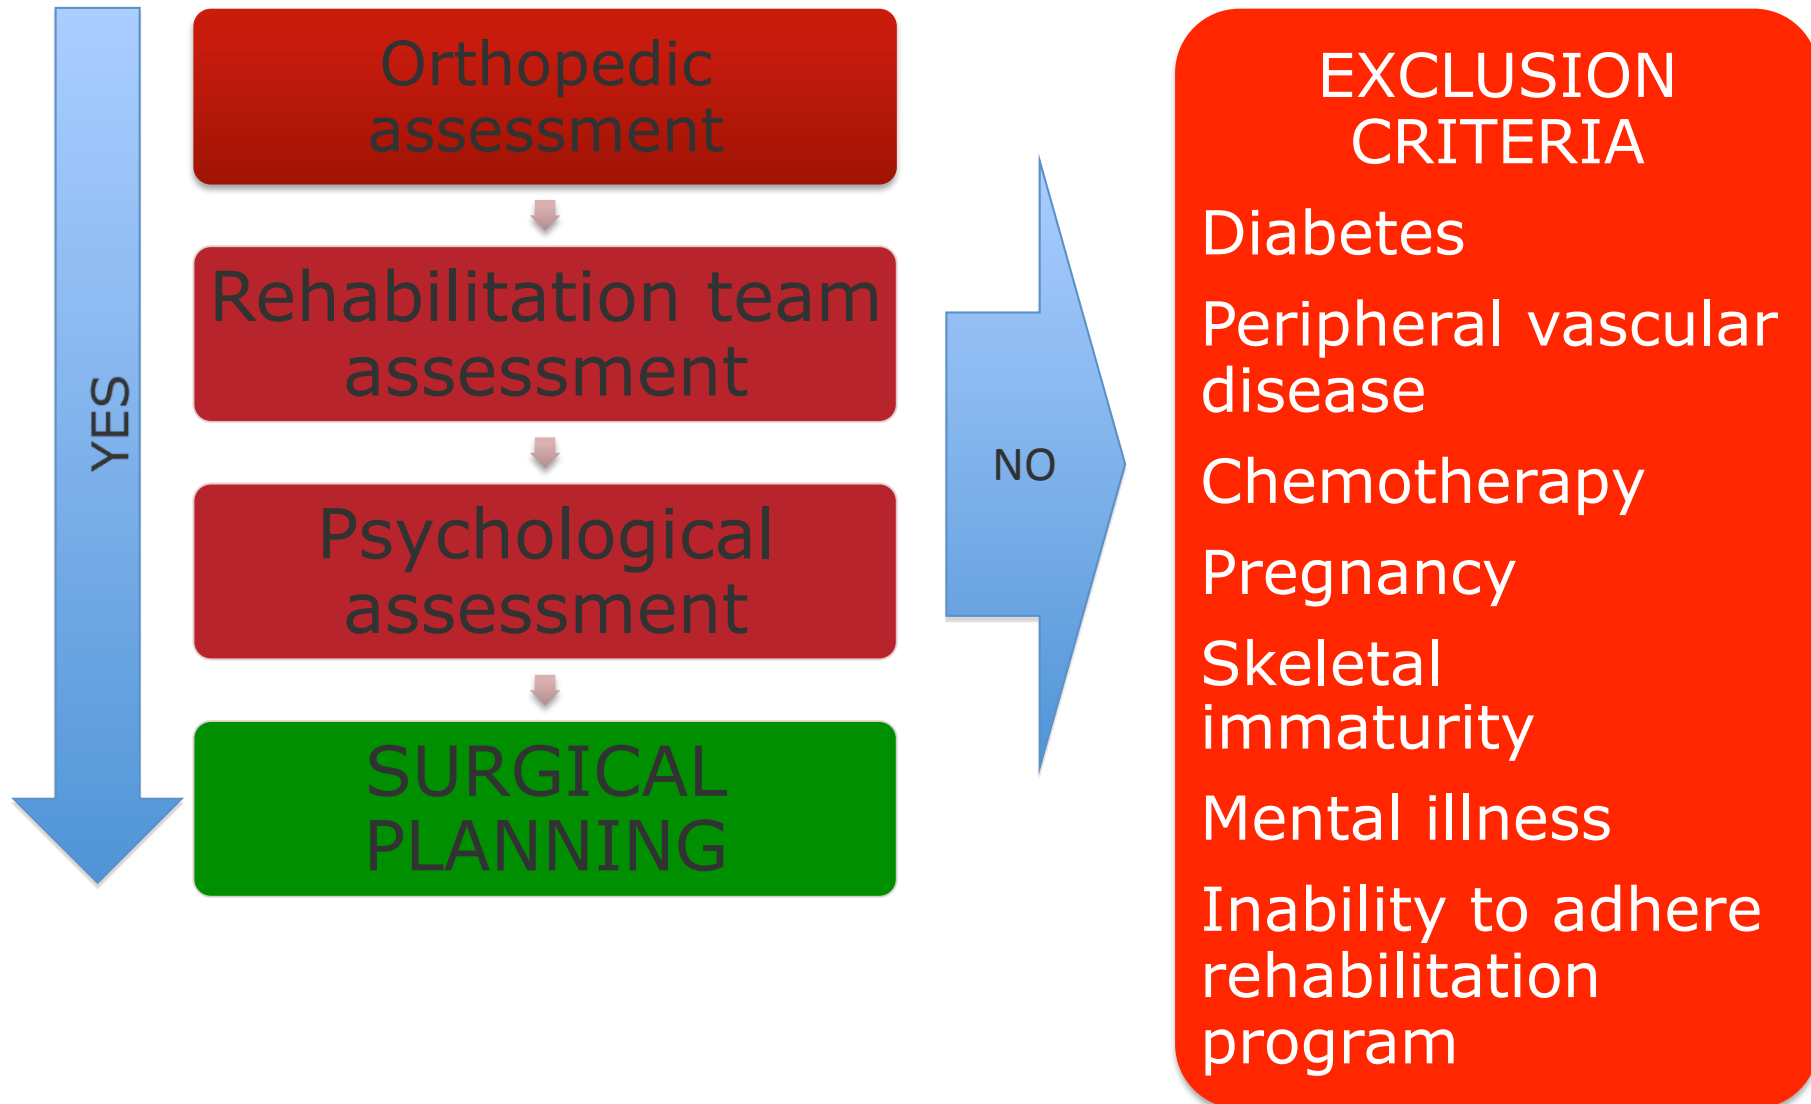 YES
Orthopedic
assessment
Rehabilitation team
assessment
Psychological
assessment
SURGICAL
PLANNING
NO
EXCLUSION
CRITERIA
Diabetes
Peripheral vascular
disease
Chemotherapy
Pregnancy
Skeletal
immaturity
Mental illness
Inability to adhere
rehabilitation
program